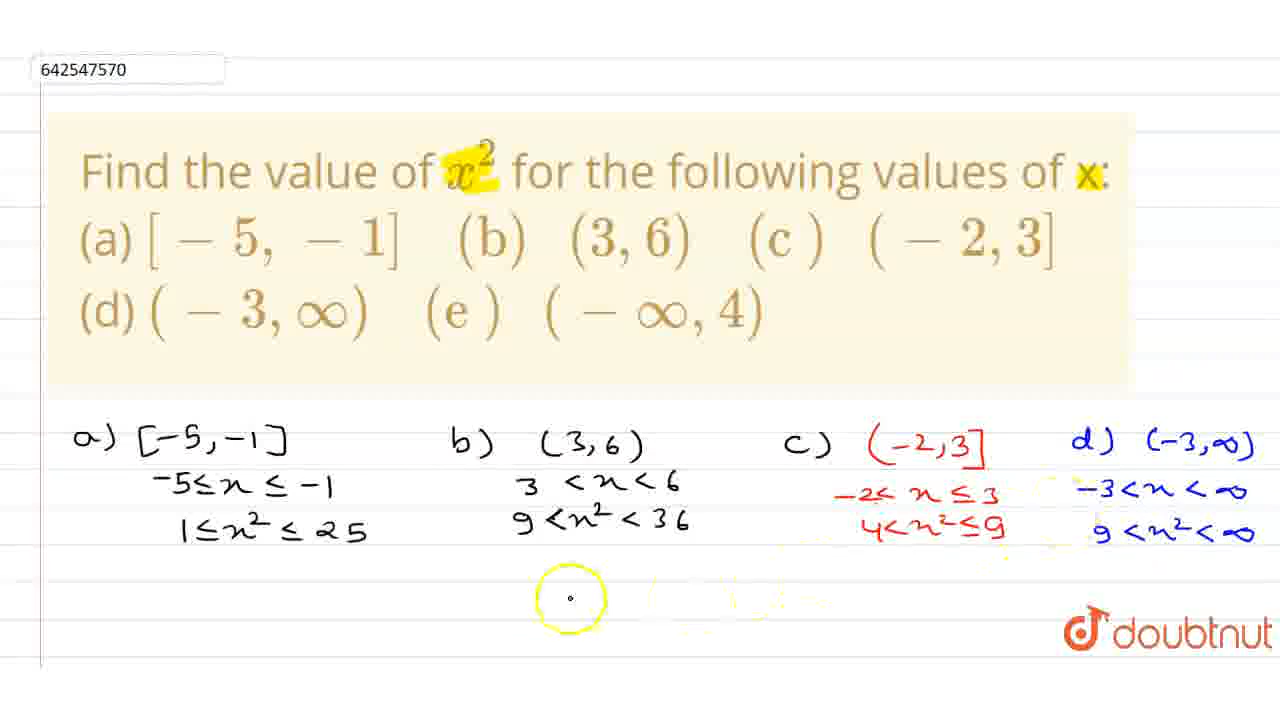 642547570
Find the value of x² for the following values of x:
(a) [ − 5, − 1] (b) (3, 6) (c ) ( − 2, 3]
(d) ( − 3, ∞) (e ) ( − ∞, 4)
a) [-5, -1] b) (3, 6) c) (-2, 3] d) (-3, ∞)
-5 ≤ x ≤ -1 3 < x < 6 -2 < x ≤ 3 -3 < x < ∞
1 ≤ x² ≤ 25 9 < x² < 36 4 < x² ≤ 9 9 < x² < ∞
doubtnut